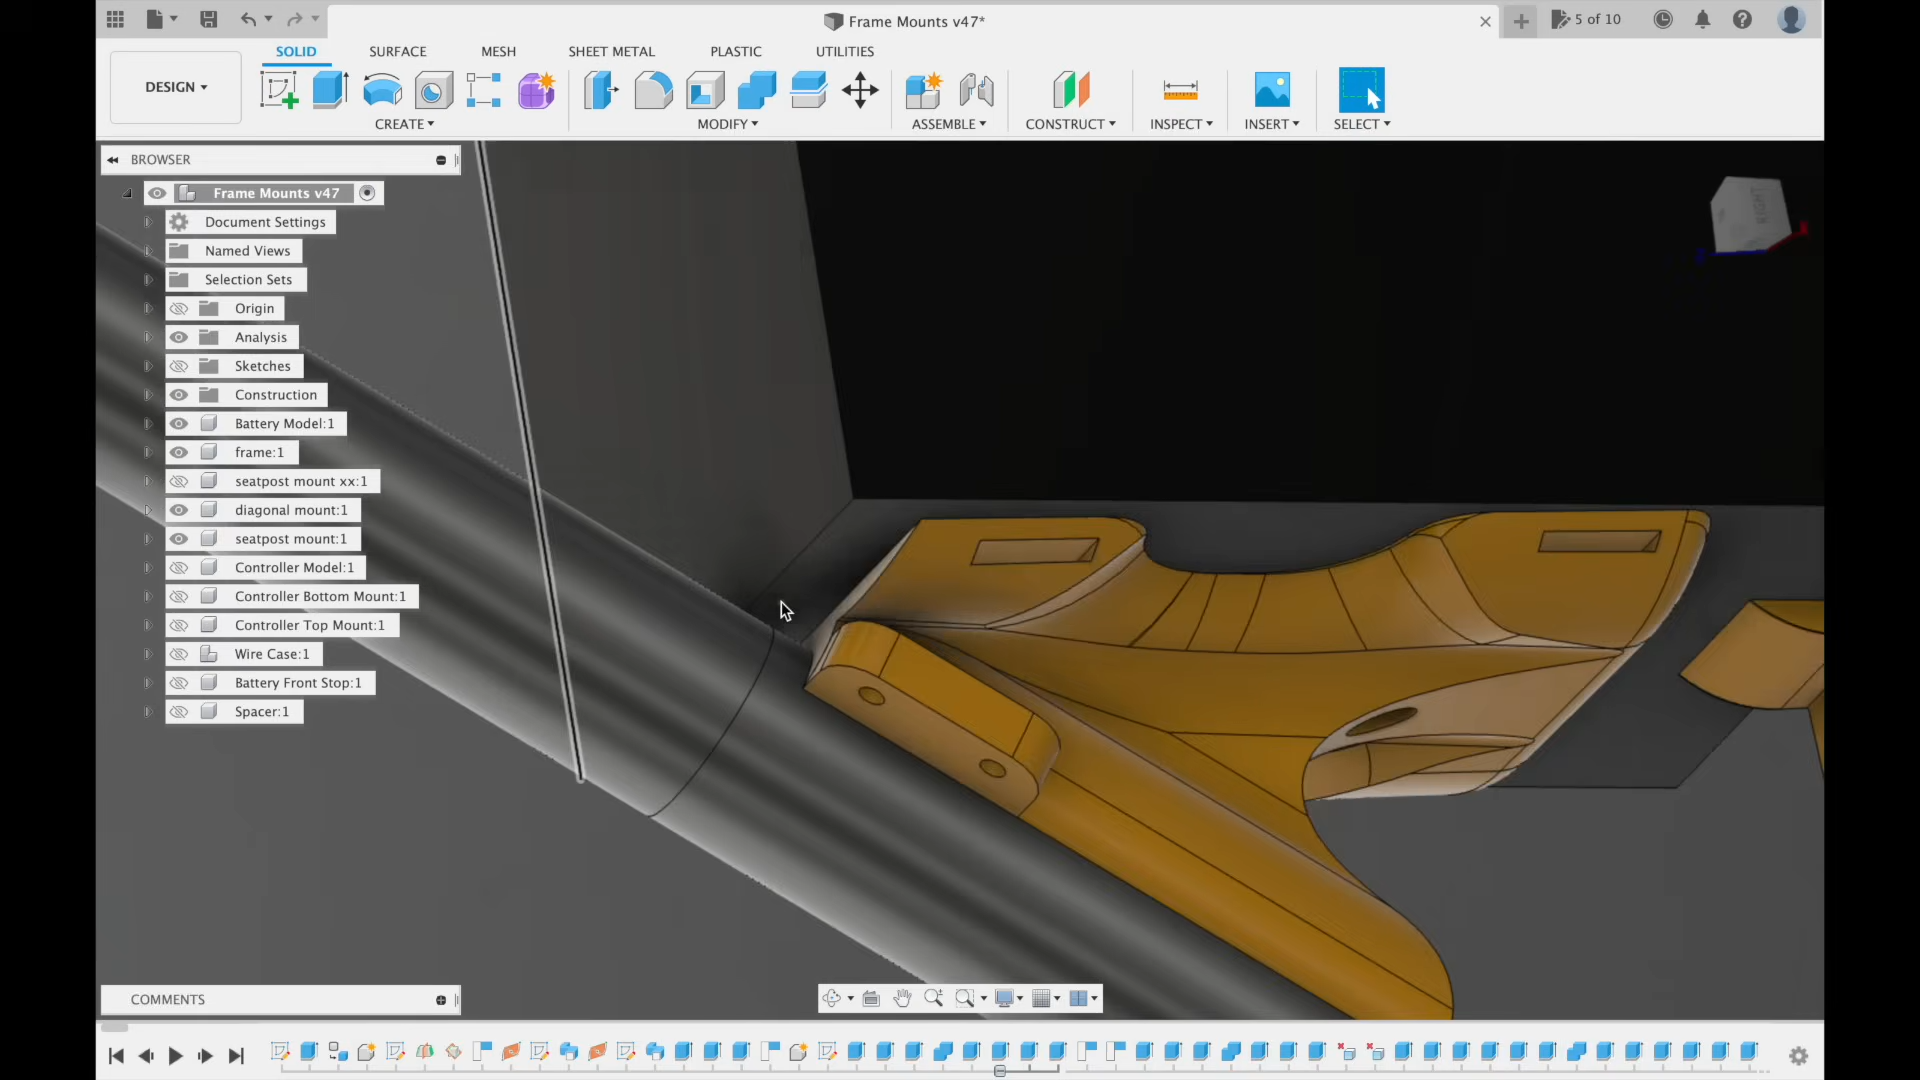 Frame Mounts v47*
5 of 10
DESIGN
SOLID
SURFACE
MESH
SHEET METAL
PLASTIC
UTILITIES
CREATE
MODIFY
ASSEMBLE
CONSTRUCT
INSPECT
INSERT
SELECT
BROWSER
Frame Mounts v47
Document Settings
Named Views
Selection Sets
Origin
Analysis
Sketches
Construction
Battery Model:1
frame:1
seatpost mount xx:1
diagonal mount:1
seatpost mount:1
Controller Model:1
Controller Bottom Mount:1
Controller Top Mount:1
Wire Case:1
Battery Front Stop:1
Spacer:1
RIGHT
X
Z
COMMENTS